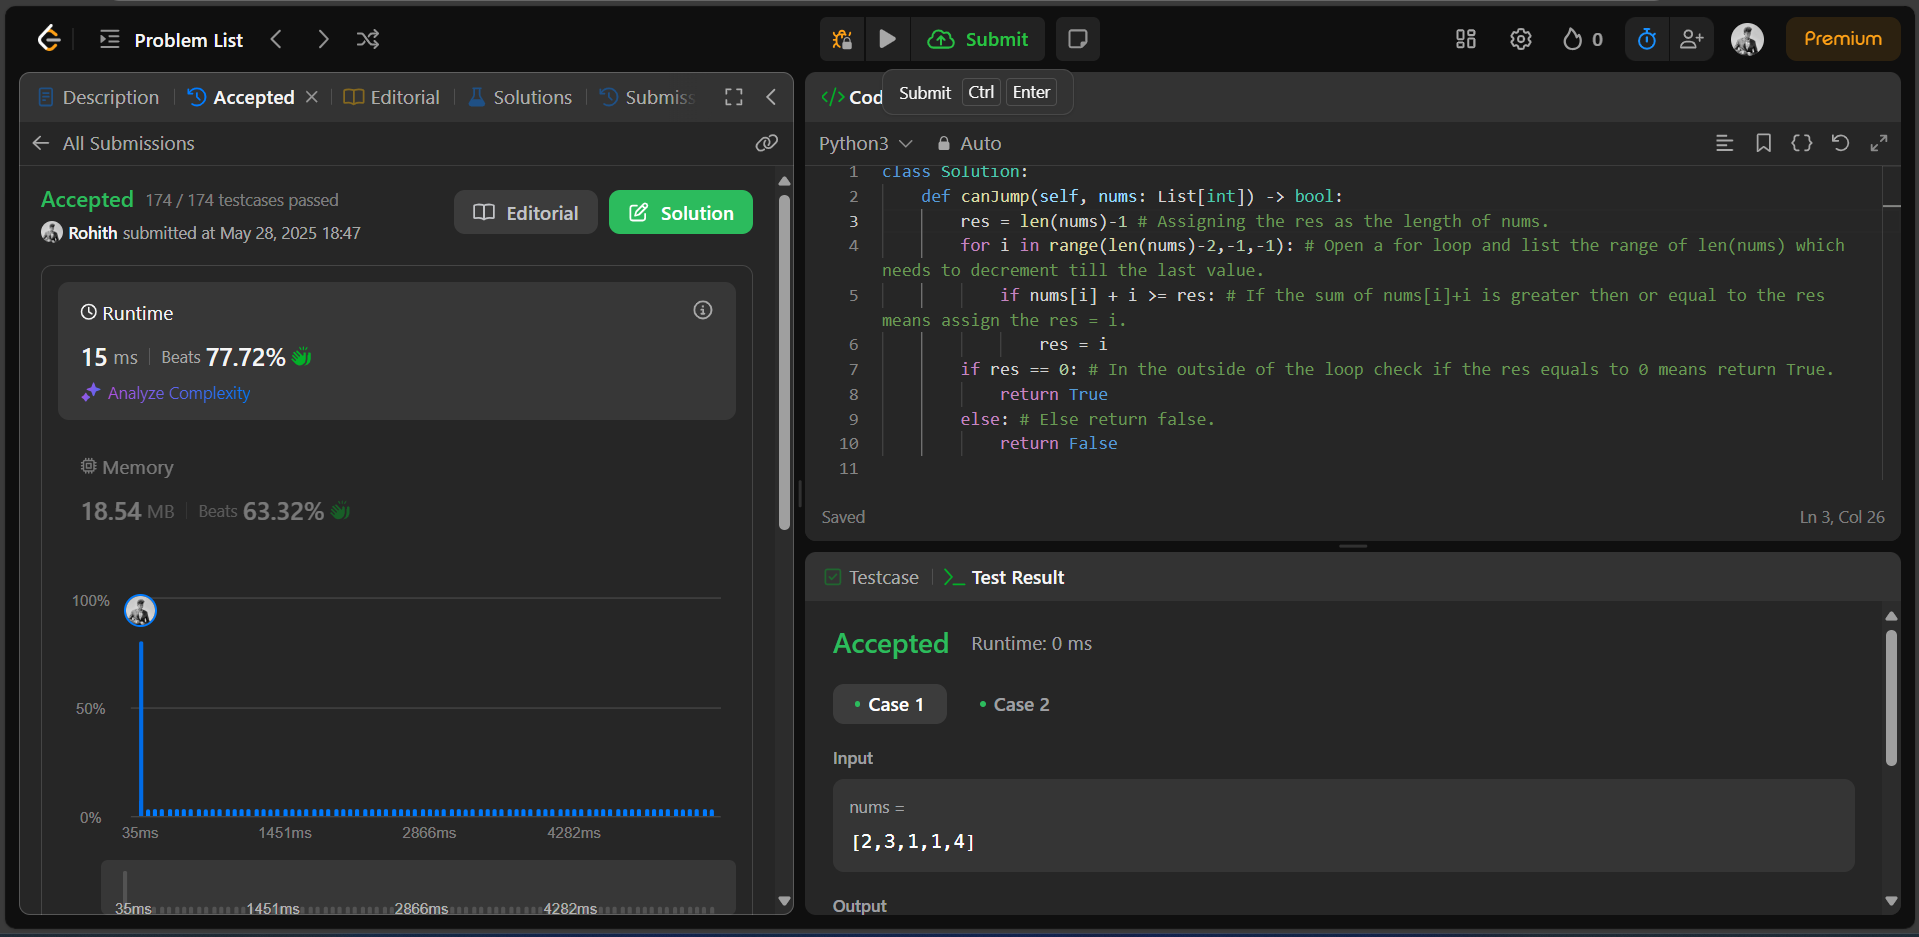 Problem List
Submit
0
Premium
Description
Accepted
Editorial
Solutions
Submiss
All Submissions
Accepted 174 / 174 testcases passed
Rohith submitted at May 28, 2025 18:47
Editorial
Solution
Runtime
15 ms Beats 77.72%
Analyze Complexity
Memory
18.54 MB Beats 63.32%
100%
50%
0%
35ms 1451ms 2866ms 4282ms
35ms 1451ms 2866ms 4282ms
</> Cod
Submit Ctrl Enter
Python3 Auto
1 class Solution:
2 def canJump(self, nums: List[int]) -> bool:
3 res = len(nums)-1 # Assigning the res as the length of nums.
4 for i in range(len(nums)-2,-1,-1): # Open a for loop and list the range of len(nums) which
needs to decrement till the last value.
5 if nums[i] + i >= res: # If the sum of nums[i]+i is greater then or equal to the res
means assign the res = i.
6 res = i
7 if res == 0: # In the outside of the loop check if the res equals to 0 means return True.
8 return True
9 else: # Else return false.
10 return False
11
Saved
Ln 3, Col 26
Testcase
>_ Test Result
Accepted Runtime: 0 ms
• Case 1 • Case 2
Input
nums =
[2,3,1,1,4]
Output